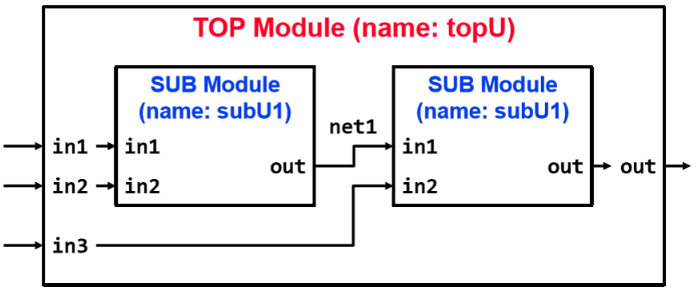 TOP Module (name: topU)
SUB Module
(name: subU1)
SUB Module
(name: subU1)
net1
in1 in1 in1
out out out
in2 in2 in2
in3